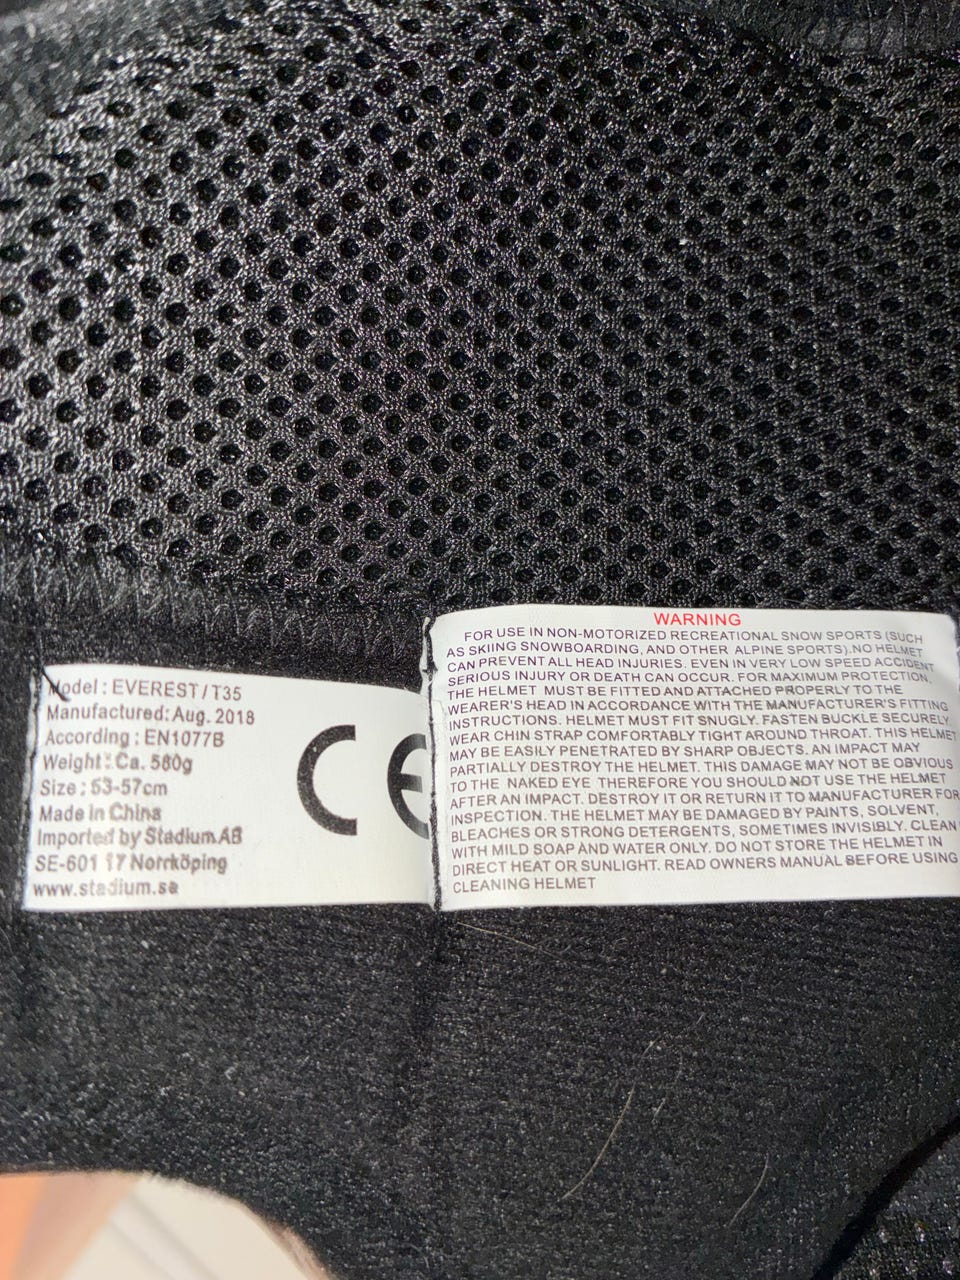 Model : EVEREST / T35
Manufactured: Aug. 2018
According : EN1077B
Weight : Ca. 580g
Size : 53-57cm
Made in China
Imported by Stadium AB
SE-601 17 Norrköping
www.stadium.se
CE
WARNING
FOR USE IN NON-MOTORIZED RECREATIONAL SNOW SPORTS (SUCH
AS SKIING SNOWBOARDING, AND OTHER ALPINE SPORTS).NO HELMET
CAN PREVENT ALL HEAD INJURIES. EVEN IN VERY LOW SPEED ACCIDENT
SERIOUS INJURY OR DEATH CAN OCCUR. FOR MAXIMUM PROTECTION,
THE HELMET MUST BE FITTED AND ATTACHED PROPERLY TO THE
WEARER'S HEAD IN ACCORDANCE WITH THE MANUFACTURER'S FITTING
INSTRUCTIONS. HELMET MUST FIT SNUGLY. FASTEN BUCKLE SECURELY
WEAR CHIN STRAP COMFORTABLY TIGHT AROUND THROAT. THIS HELMET
MAY BE EASILY PENETRATED BY SHARP OBJECTS. AN IMPACT MAY
PARTIALLY DESTROY THE HELMET. THIS DAMAGE MAY NOT BE OBVIOUS
TO THE NAKED EYE THEREFORE YOU SHOULD NOT USE THE HELMET
AFTER AN IMPACT. DESTROY IT OR RETURN IT TO MANUFACTURER FOR
INSPECTION. THE HELMET MAY BE DAMAGED BY PAINTS, SOLVENT,
BLEACHES OR STRONG DETERGENTS, SOMETIMES INVISIBLY. CLEAN
WITH MILD SOAP AND WATER ONLY. DO NOT STORE THE HELMET IN
DIRECT HEAT OR SUNLIGHT. READ OWNERS MANUAL BEFORE USING
CLEANING HELMET